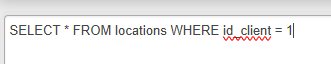 SELECT * FROM locations WHERE id_client = 1